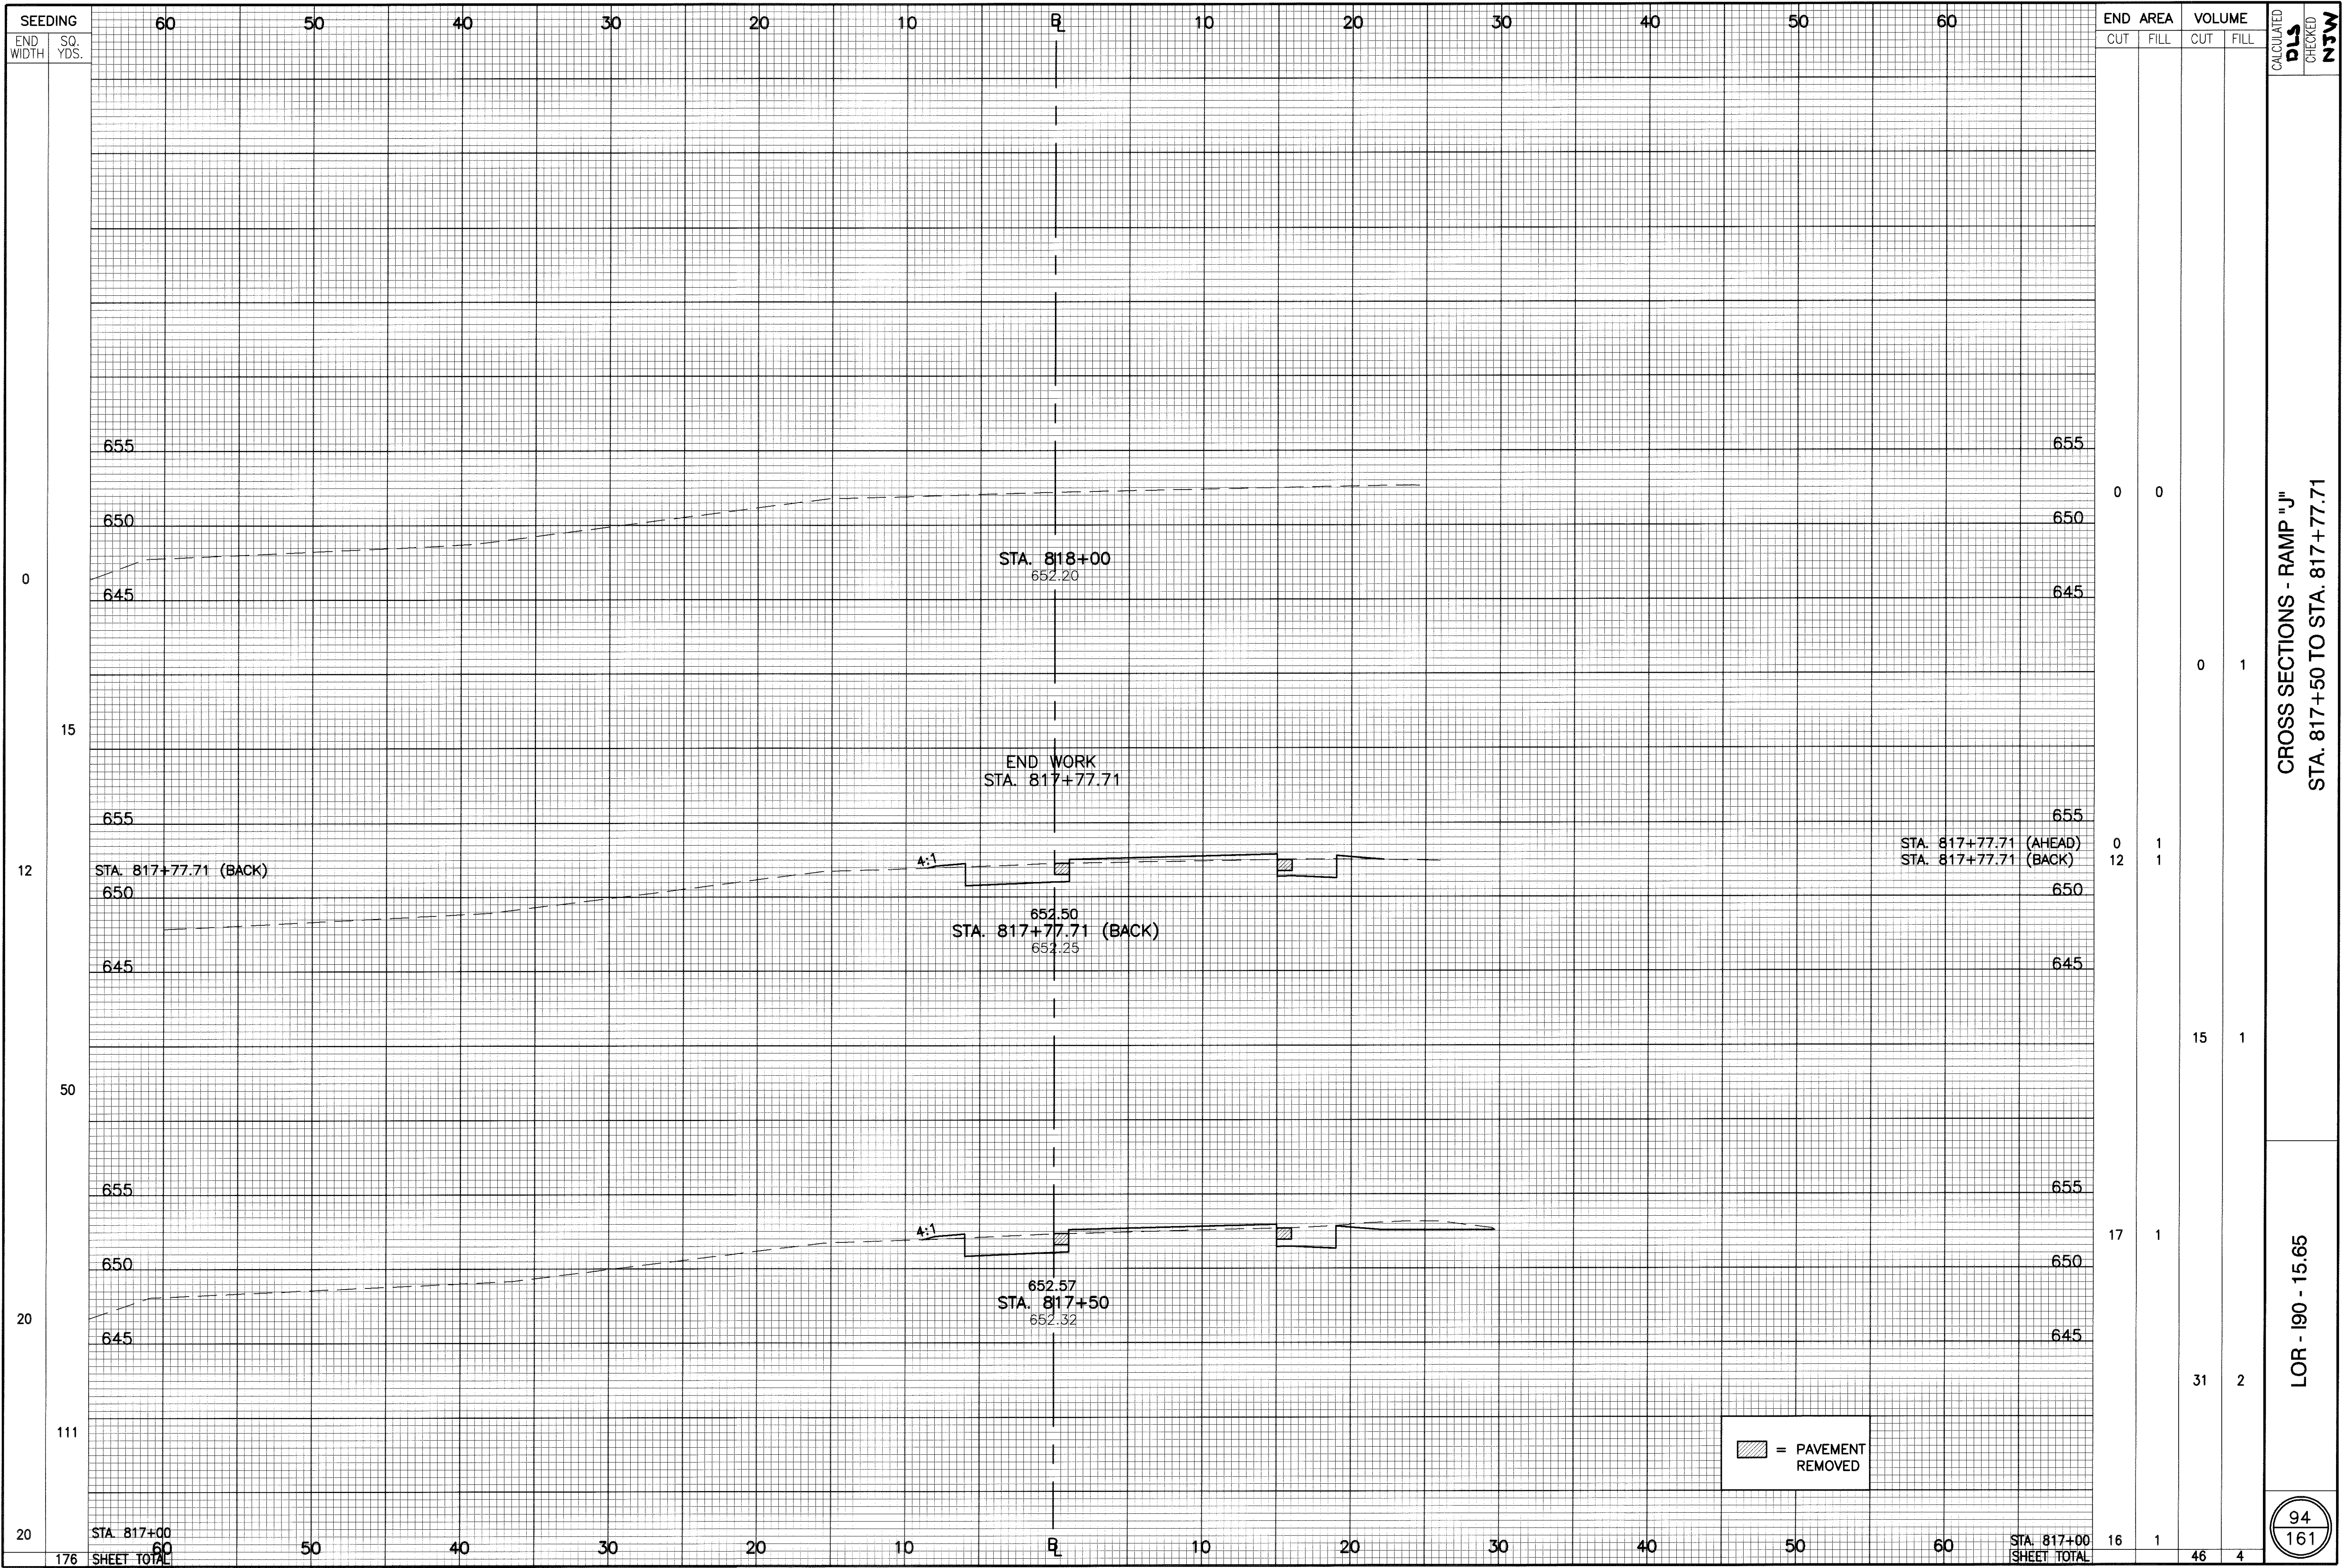 SEEDING
END WIDTH SQ. YDS.
60 50 40 30 20 10 BL 10 20 30 40 50 60
END AREA VOLUME
CUT FILL CUT FILL
CALCULATED
DLS
CHECKED
NJW
655 655
0 0
650 650
STA. 818+00
652.20
0
645 645
0 1
15
END WORK
STA. 817+77.71
655 655
STA. 817+77.71 (AHEAD) 0 1
4:1
STA. 817+77.71 (BACK) 12 1
12 STA. 817+77.71 (BACK)
650 650
652.50
STA. 817+77.71 (BACK)
652.25
645 645
15 1
50
655 655
4:1
17 1
650 650
652.57
STA. 817+50
652.32
20
645 645
31 2
111
= PAVEMENT
REMOVED
20 STA. 817+00
STA. 817+00 16 1
60 50 40 30 20 10 BL 10 20 30 40 50 60
176 SHEET TOTAL
SHEET TOTAL 46 4
CROSS SECTIONS - RAMP "J"
STA. 817+50 TO STA. 817+77.71
LOR - I90 - 15.65
94
161